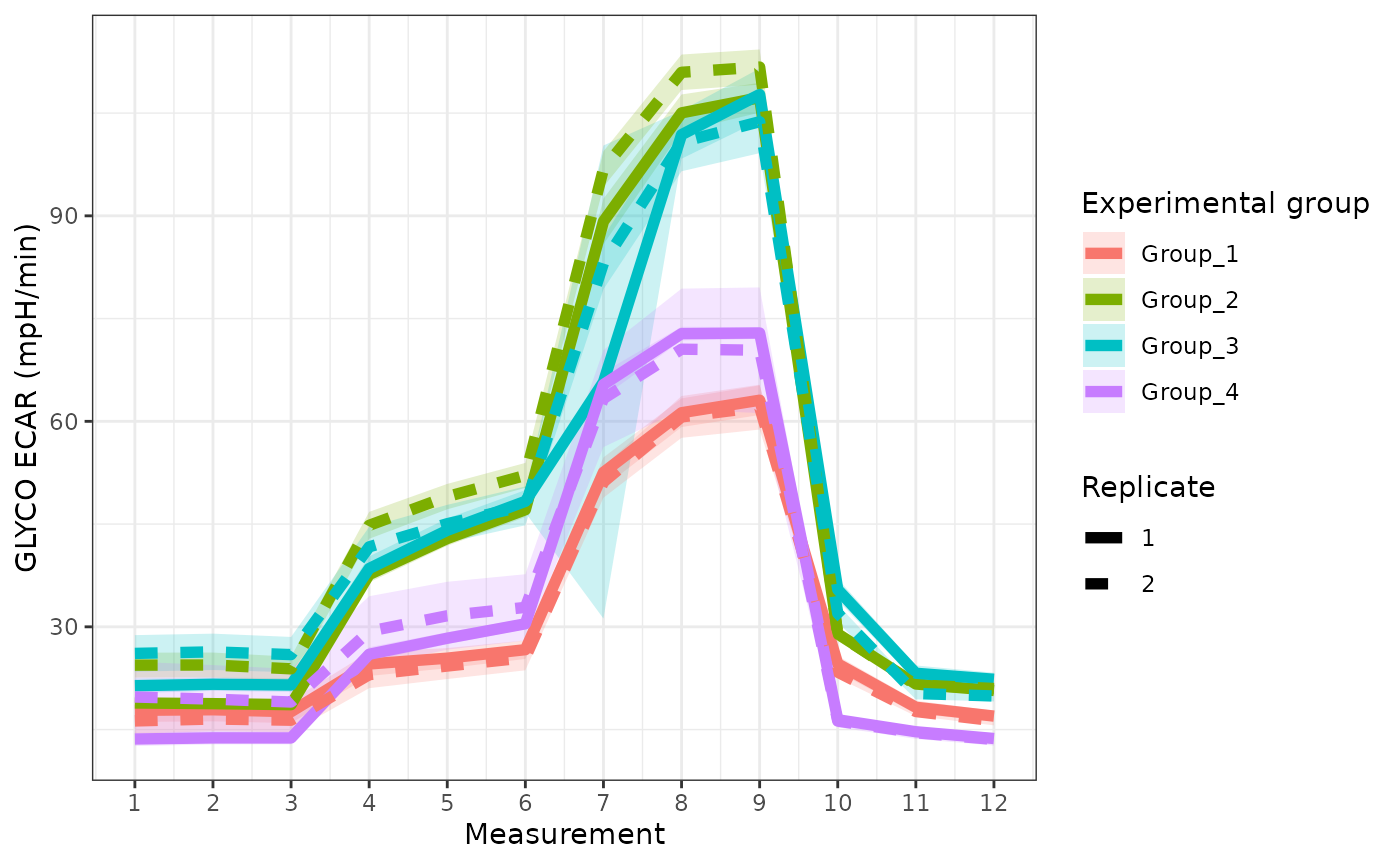 GLYCO ECAR (mpH/min)
90
60
30
1 2 3 4 5 6 7 8 9 10 11 12
Measurement
Experimental group
Group_1
Group_2
Group_3
Group_4
Replicate
1
2